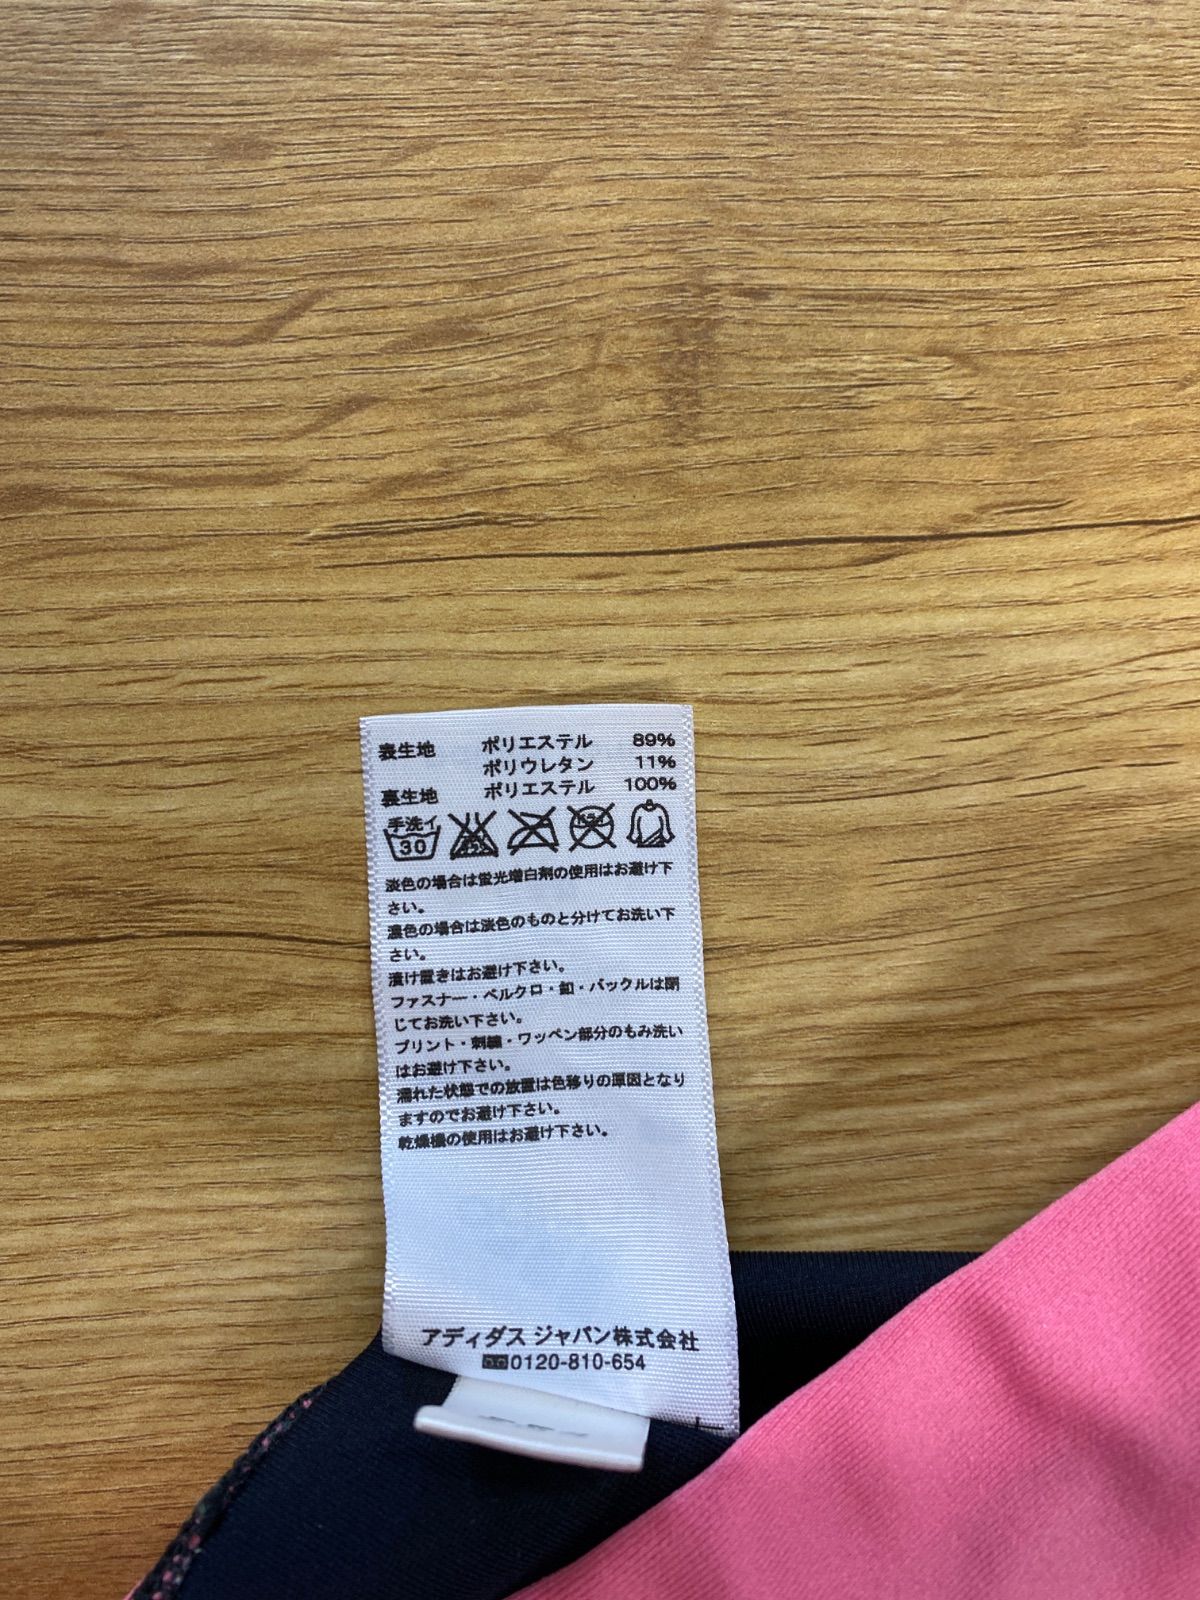 表生地 ポリエステル 89%
ポリウレタン 11%
裏生地 ポリエステル 100%
手洗イ
30
淡色の場合は蛍光増白剤の使用はお避け下
さい。
濃色の場合は淡色のものと分けてお洗い下
さい。
漬け置きはお避け下さい。
ファスナー・ベルクロ・釦・バックルは閉
じてお洗い下さい。
プリント・刺繍・ワッペン部分のもみ洗い
はお避け下さい。
濡れた状態での放置は色移りの原因となり
ますのでお避け下さい。
乾燥機の使用はお避け下さい。
アディダス ジャパン株式会社
0120-810-654